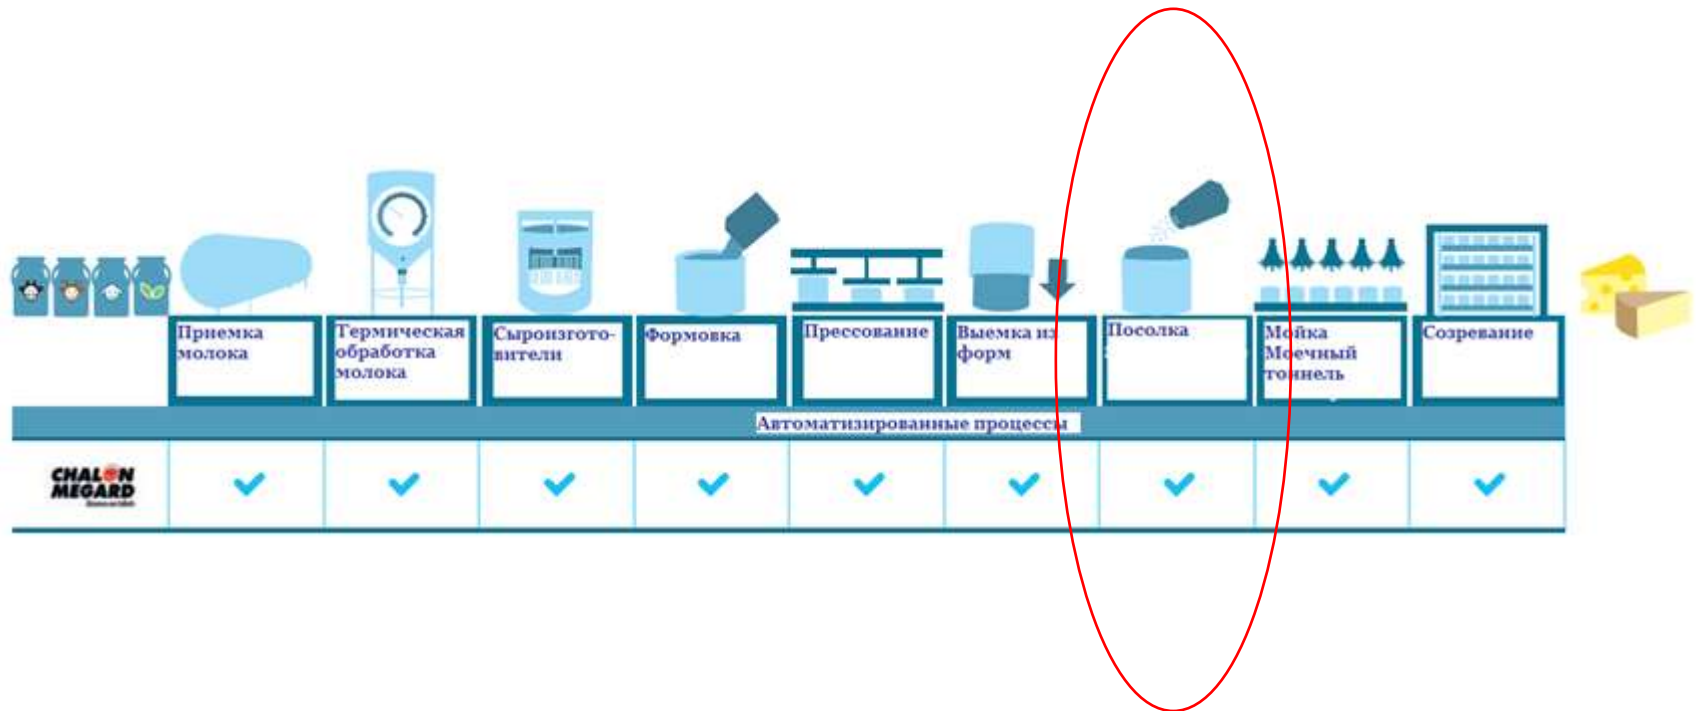 Приемка
молока
Термическая
обработка
молока
Сыроизгото-
вители
Формовка
Прессование
Выемка из
форм
Посолка
Мойка
Моечный
тоннель
Созревание
Автоматизированные процессы
CHALON
MEGARD